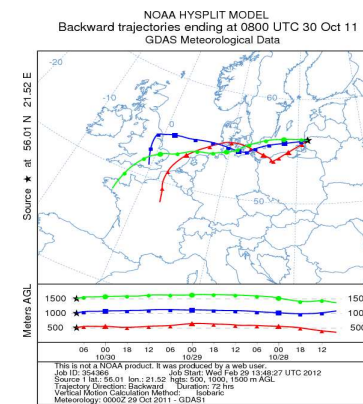 NOAA HYSPLIT MODEL
Backward trajectories ending at 0800 UTC 30 Oct 11
GDAS Meteorological Data
Source ★ at 56.01 N 21.52 E
-20
-10
0
60
50
Meters AGL
1500
1000
500
1500
1000
500
06 00 18 12 06 00 18 12 06 00 18 12
10/30 10/29 10/28
This is not a NOAA product. It was produced by a web user.
Job ID: 354366 Job Start: Wed Feb 29 13:48:27 UTC 2012
Source 1 lat.: 56.01 lon.: 21.52 hgts: 500, 1000, 1500 m AGL
Trajectory Direction: Backward Duration: 72 hrs
Vertical Motion Calculation Method: Isobaric
Meteorology: 0000Z 29 Oct 2011 - GDAS1